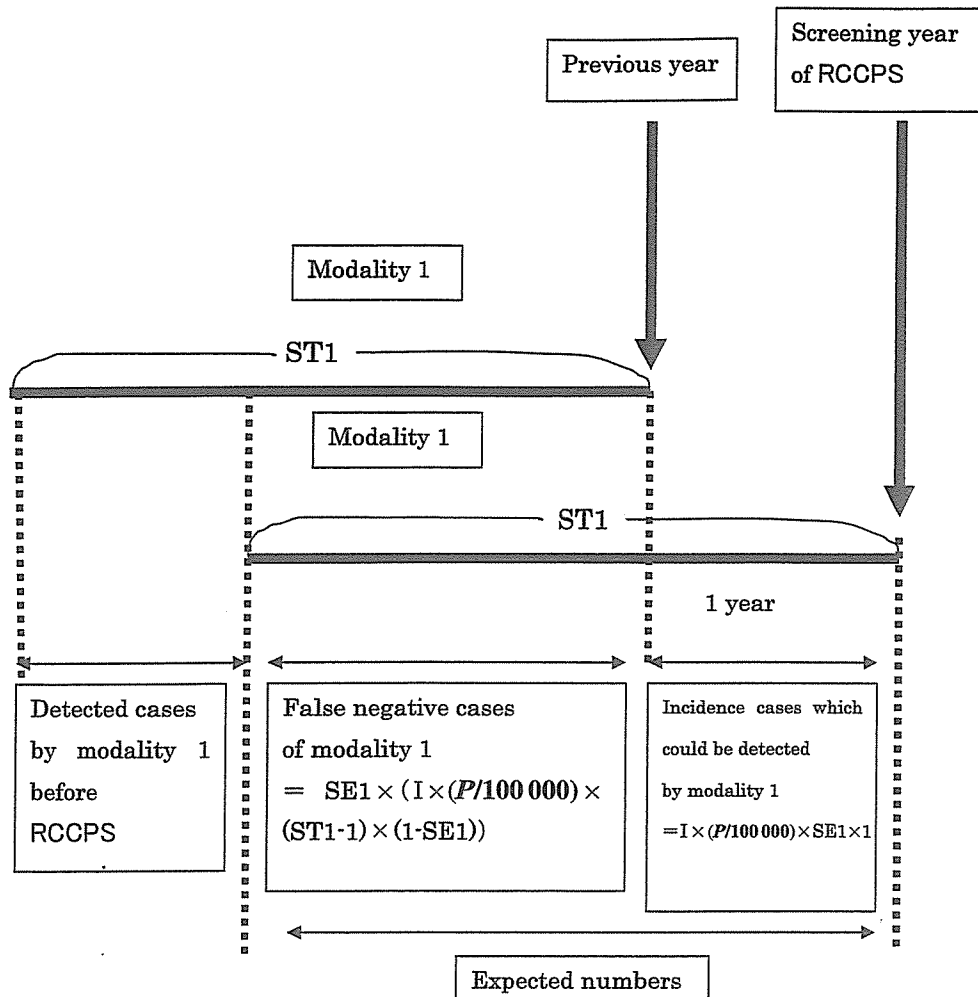 Previous year
Screening year
of RCCPS
Modality 1
ST1
Modality 1
ST1
1 year
Detected cases
by modality 1
before
RCCPS
False negative cases
of modality 1
= SE1×(I×(P/100 000)×
(ST1-1)×(1-SE1))
Incidence cases which
could be detected
by modality 1
=I×(P/100 000)×SE1×1
Expected numbers